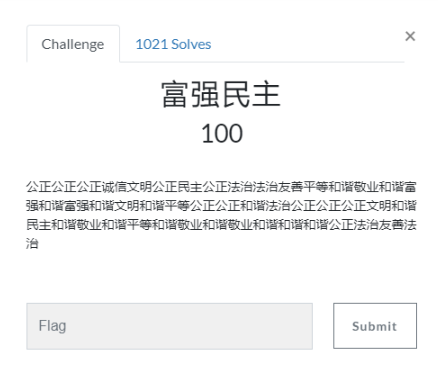 Challenge 1021 Solves ×
富强民主
100
公正公正公正诚信文明公正民主公正法治法治友善平等和谐敬业和谐富
强和谐富强和谐文明和谐平等公正公正和谐法治公正公正公正文明和谐
民主和谐敬业和谐平等和谐敬业和谐敬业和谐和谐和谐公正法治友善法
治
Flag Submit